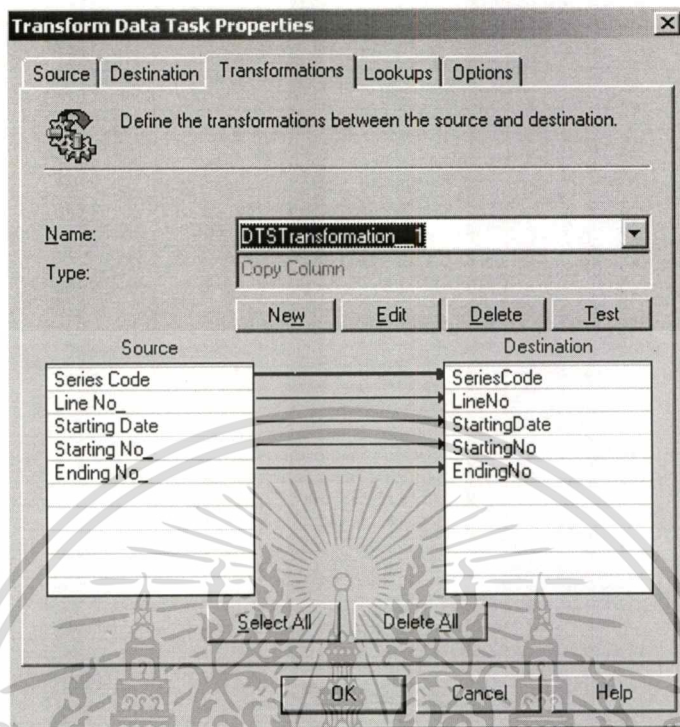 Transform Data Task Properties
Source Destination Transformations Lookups Options
Define the transformations between the source and destination.
Name: DTSTransformation__1
Type: Copy Column
New Edit Delete Test
Source Destination
Series Code SeriesCode
Line No_ LineNo
Starting Date StartingDate
Starting No_ StartingNo
Ending No_ EndingNo
Select All Delete All
OK Cancel Help